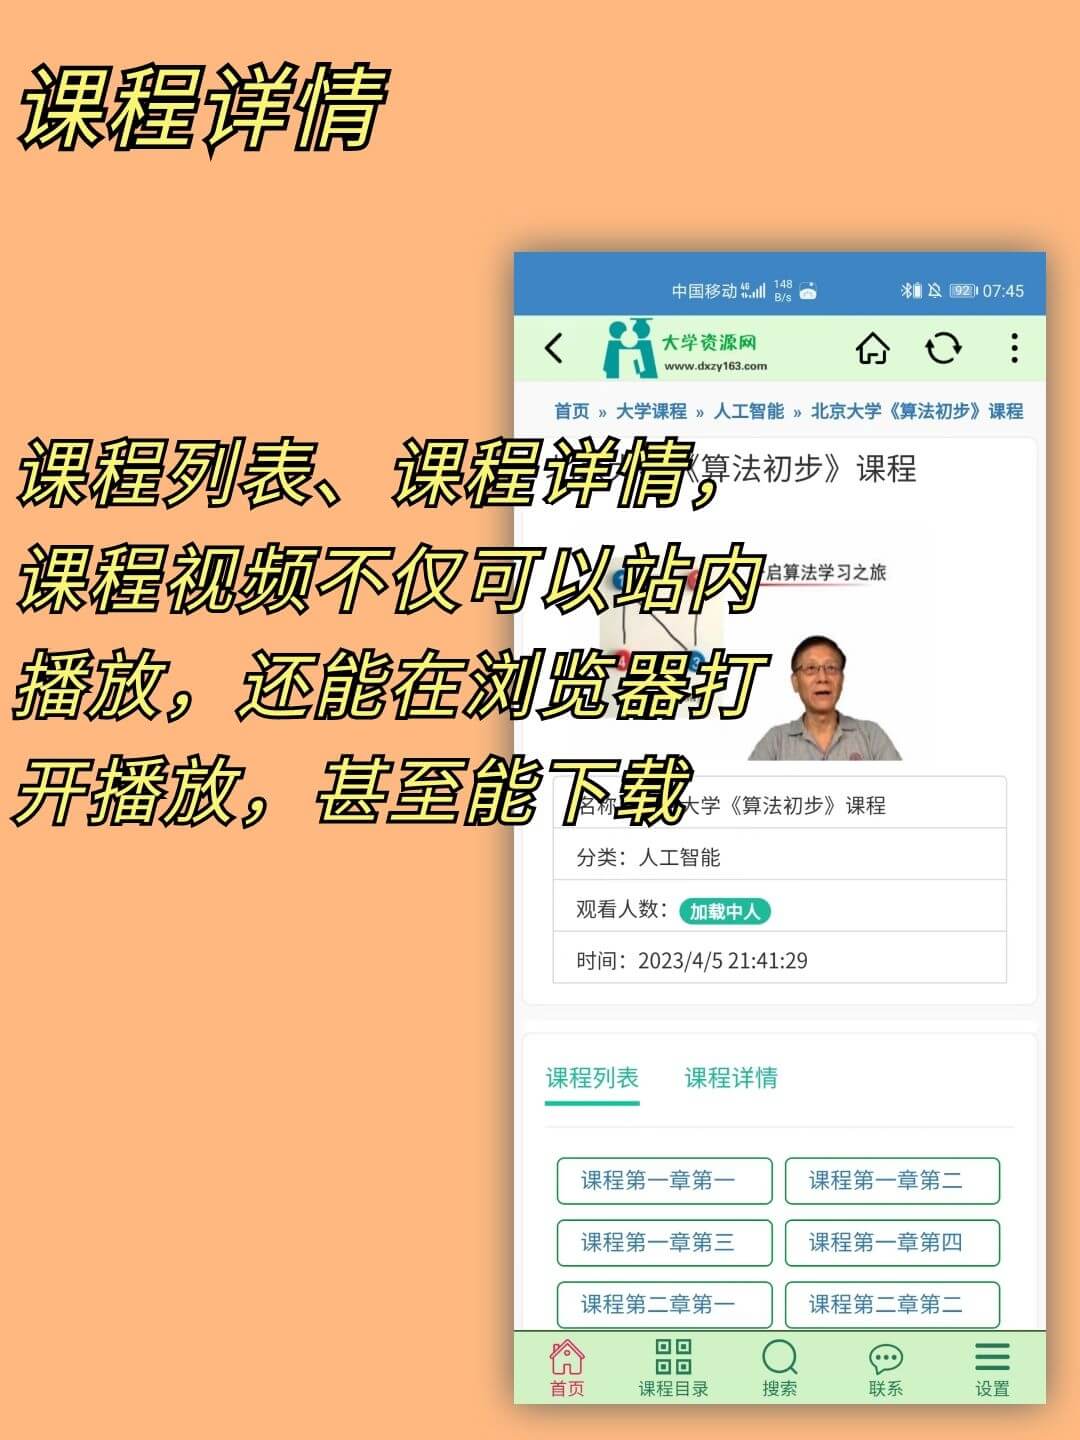 课程详情
中国移动 4G 148 B/s 92 07:45
大学资源网
www.dxzy163.com
首页 » 大学课程 » 人工智能 » 北京大学《算法初步》课程
《算法初步》课程
课程列表、课程详情，
课程视频不仅可以站内
播放，还能在浏览器打
开播放，甚至能下载
启算法学习之旅
名称 大学《算法初步》课程
分类：人工智能
观看人数：加载中人
时间：2023/4/5 21:41:29
课程列表 课程详情
课程第一章第一 课程第一章第二
课程第一章第三 课程第一章第四
课程第二章第一 课程第二章第二
首页 课程目录 搜索 联系 设置